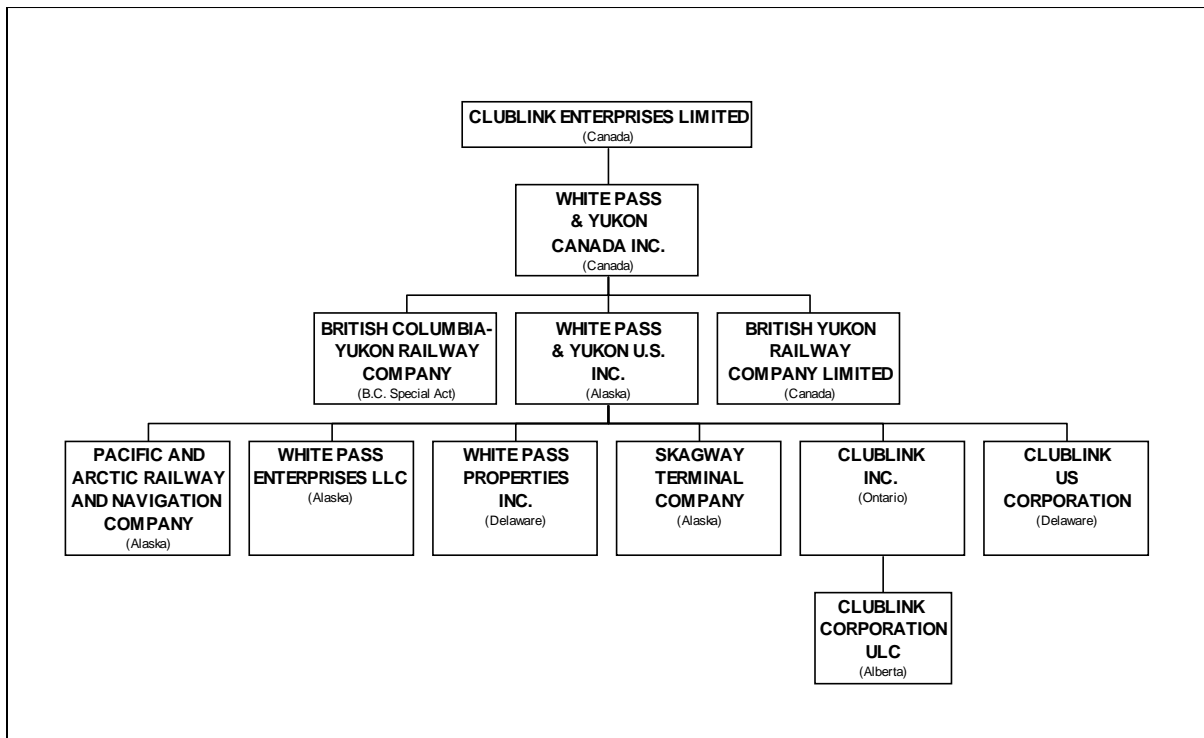 CLUBLINK ENTERPRISES LIMITED
(Canada)
WHITE PASS
& YUKON
CANADA INC.
(Canada)
BRITISH COLUMBIA-
YUKON RAILWAY
COMPANY
(B.C. Special Act)
WHITE PASS
& YUKON U.S.
INC.
(Alaska)
BRITISH YUKON
RAILWAY
COMPANY LIMITED
(Canada)
PACIFIC AND
ARCTIC RAILWAY
AND NAVIGATION
COMPANY
(Alaska)
WHITE PASS
ENTERPRISES LLC
(Alaska)
WHITE PASS
PROPERTIES
INC.
(Delaware)
SKAGWAY
TERMINAL
COMPANY
(Alaska)
CLUBLINK
INC.
(Ontario)
CLUBLINK
US
CORPORATION
(Delaware)
CLUBLINK
CORPORATION
ULC
(Alberta)